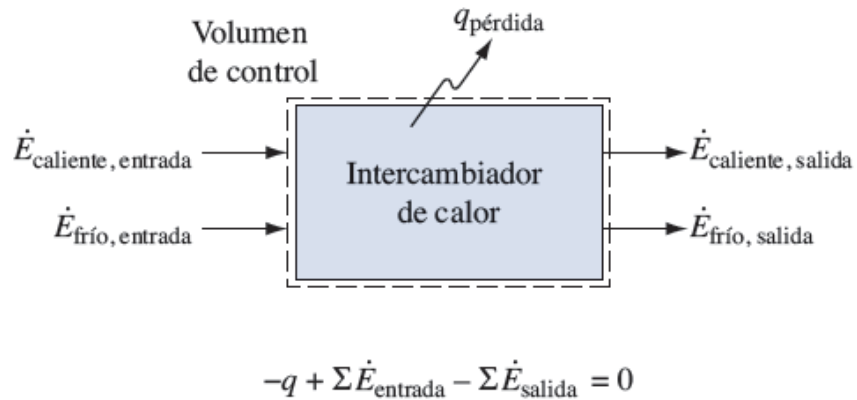 q_pérdida
Volumen
de control
Ė_caliente, entrada
Ė_caliente, salida
Intercambiador
de calor
Ė_frío, entrada
Ė_frío, salida
−q + ΣĖ_entrada − ΣĖ_salida = 0